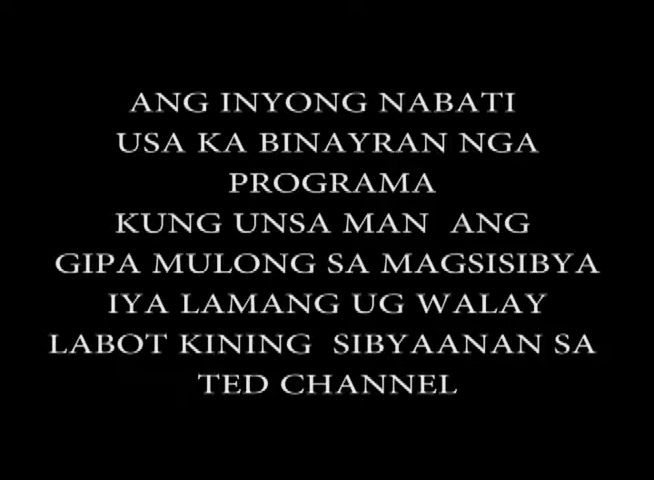 ANG INYONG NABATI
USA KA BINAYRAN NGA
PROGRAMA
KUNG UNSA MAN ANG
GIPA MULONG SA MAGSISIBYA
IYA LAMANG UG WALAY
LABOT KINING SIBYAANAN SA
TED CHANNEL